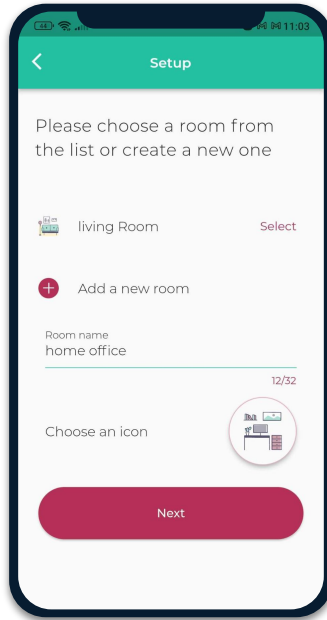 44 11:03
Setup
Please choose a room from
the list or create a new one
living Room Select
Add a new room
Room name
home office
12/32
Choose an icon
Next